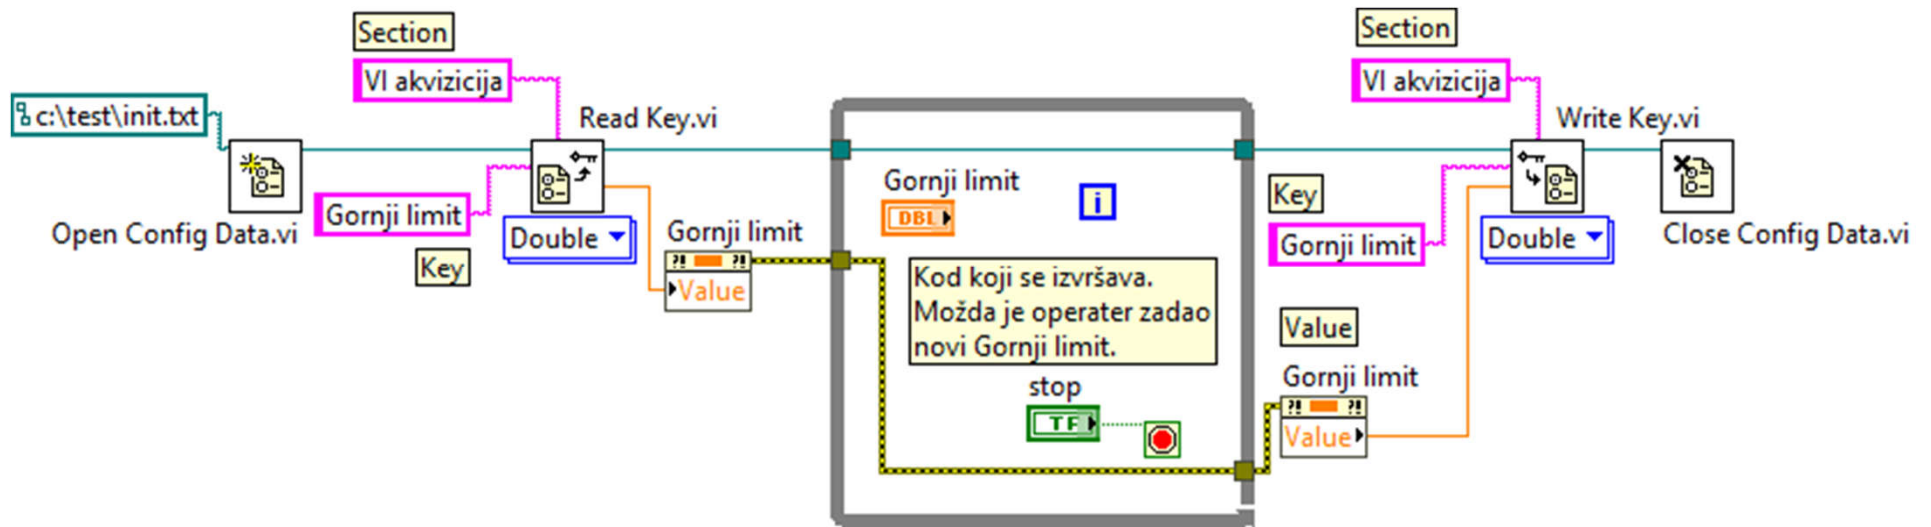 Section
VI akvizicija
c:\test\init.txt
Read Key.vi
Open Config Data.vi
Gornji limit
Key
Double
Gornji limit
?! ?!
Value
Gornji limit
DBL
i
Kod koji se izvršava.
Možda je operater zadao
novi Gornji limit.
stop
TF
Section
VI akvizicija
Write Key.vi
Key
Gornji limit
Double
Close Config Data.vi
Value
Gornji limit
?! ?!
Value